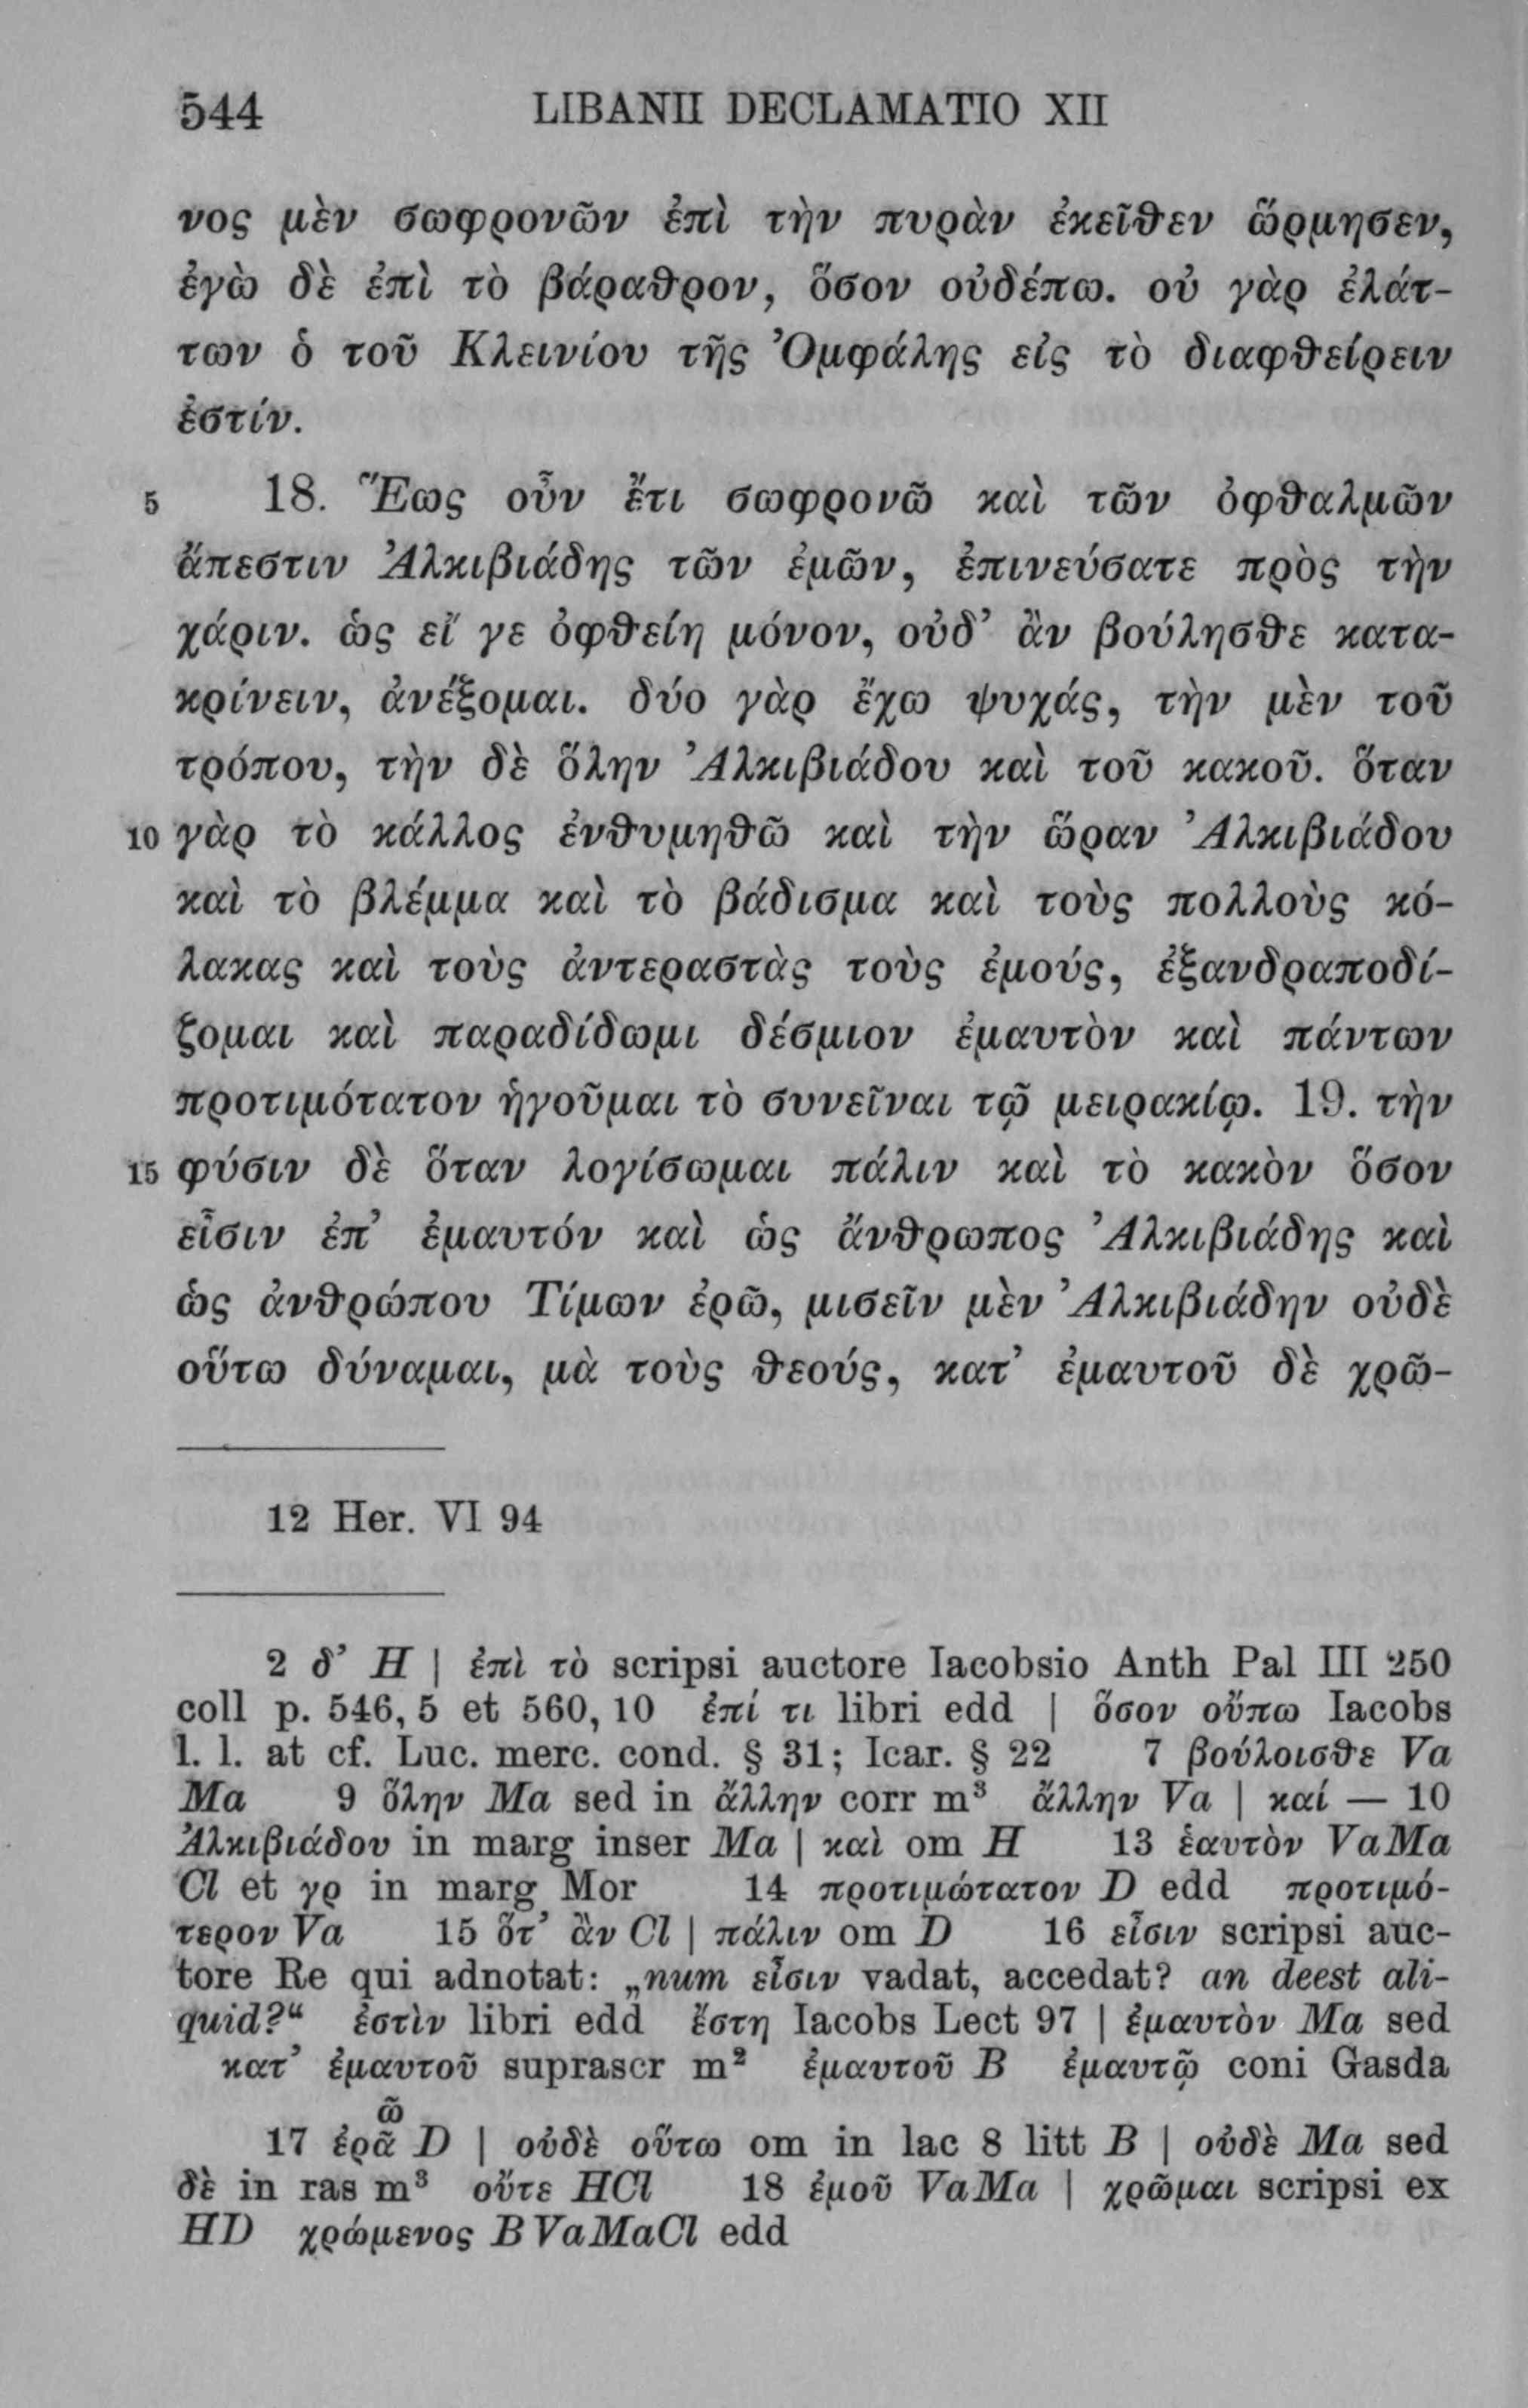 544 LIBANII DECLAMATIO XII
νος μὲν σωφρονῶν ἐπὶ τὴν πυρὰν ἐκεῖθεν ὥρμησεν,
ἐγὼ δὲ ἐπὶ τὸ βάραθρον, ὅσον οὐδέπω. οὐ γὰρ ἐλάτ-
των ὁ τοῦ Κλεινίου τῆς Ὀμφάλης εἰς τὸ διαφθείρειν
ἐστίν.
5 18. Ἕως οὖν ἔτι σωφρονῶ καὶ τῶν ὀφθαλμῶν
ἄπεστιν Ἀλκιβιάδης τῶν ἐμῶν, ἐπινεύσατε πρὸς τὴν
χάριν. ὡς εἴ γε ὀφθείη μόνον, οὐδ’ ἂν βούλησθε κατα-
κρίνειν, ἀνέξομαι. δύο γὰρ ἔχω ψυχάς, τὴν μὲν τοῦ
τρόπου, τὴν δὲ ὅλην Ἀλκιβιάδου καὶ τοῦ κακοῦ. ὅταν
10 γὰρ τὸ κάλλος ἐνθυμηθῶ καὶ τὴν ὥραν Ἀλκιβιάδου
καὶ τὸ βλέμμα καὶ τὸ βάδισμα καὶ τοὺς πολλοὺς κό-
λακας καὶ τοὺς ἀντεραστὰς τοὺς ἐμούς, ἐξανδραποδί-
ζομαι καὶ παραδίδωμι δέσμιον ἐμαυτὸν καὶ πάντων
προτιμότατον ἡγοῦμαι τὸ συνεῖναι τῷ μειρακίῳ. 19. τὴν
15 φύσιν δὲ ὅταν λογίσωμαι πάλιν καὶ τὸ κακὸν ὅσον
εἶσιν ἐπ’ ἐμαυτόν καὶ ὡς ἄνθρωπος Ἀλκιβιάδης καὶ
ὡς ἀνθρώπου Τίμων ἐρῶ, μισεῖν μὲν Ἀλκιβιάδην οὐδὲ
οὕτω δύναμαι, μὰ τοὺς θεούς, κατ’ ἐμαυτοῦ δὲ χρῶ-
12 Her. VI 94
2 δ’ H | ἐπὶ τὸ scripsi auctore Iacobsio Anth Pal III 250
coll p. 546, 5 et 560, 10 ἐπί τι libri edd | ὅσον οὔπω Iacobs
l. l. at cf. Luc. merc. cond. § 31; Icar. § 22 7 βούλοισθε Va
Ma 9 ὅλην Ma sed in ἄλλην corr m³ ἄλλην Va | καί — 10
Ἀλκιβιάδου in marg inser Ma | καὶ om H 13 ἑαυτὸν VaMa
Cl et γρ in marg Mor 14 προτιμώτατον D edd προτιμό-
τερον Va 15 ὅτ’ ἂν Cl | πάλιν om D 16 εἶσιν scripsi auc-
tore Re qui adnotat: „num εἶσιν vadat, accedat? an deest ali-
quid?“ ἐστὶν libri edd ἔστη Iacobs Lect 97 | ἐμαυτὸν Ma sed
κατ’ ἐμαυτοῦ suprascr m² ἐμαυτοῦ B ἐμαυτῷ coni Gasda
ῶ
17 ἐρᾶ D | οὐδὲ οὕτω om in lac 8 litt B | οὐδὲ Ma sed
δὲ in ras m³ οὔτε HCl 18 ἐμοῦ VaMa | χρῶμαι scripsi ex
HD χρώμενος BVaMaCl edd